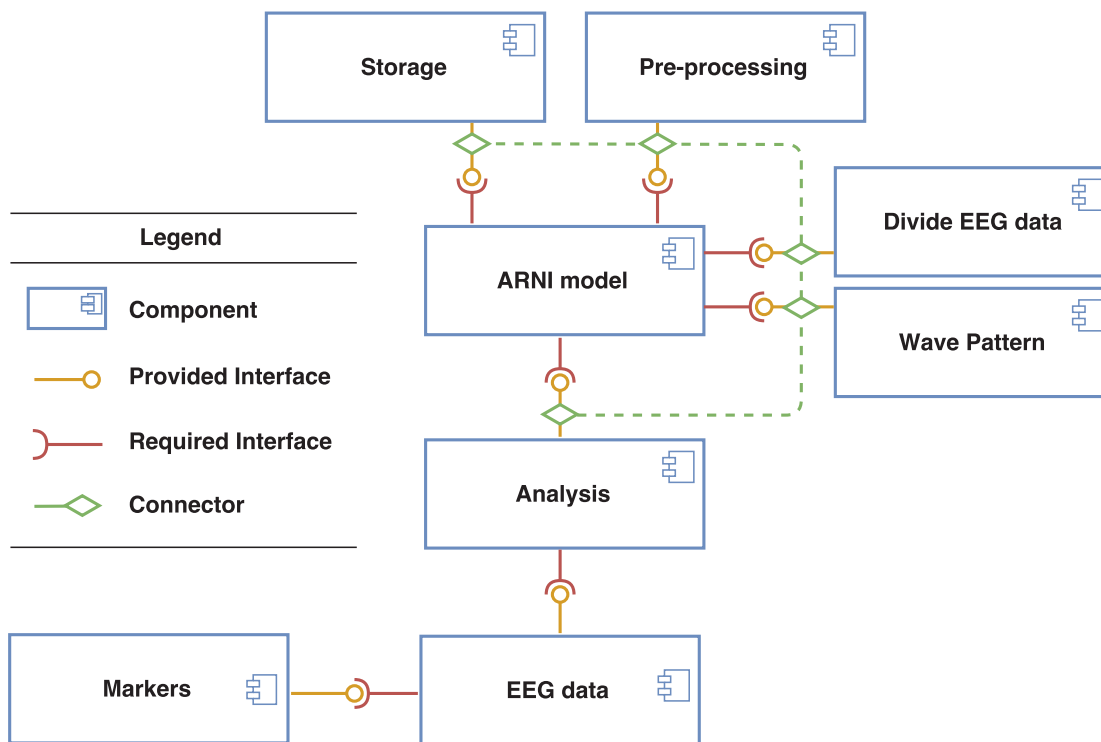 Storage
Pre-processing
Divide EEG data
Legend
ARNI model
Component
Wave Pattern
Provided Interface
Required Interface
Analysis
Connector
Markers
EEG data